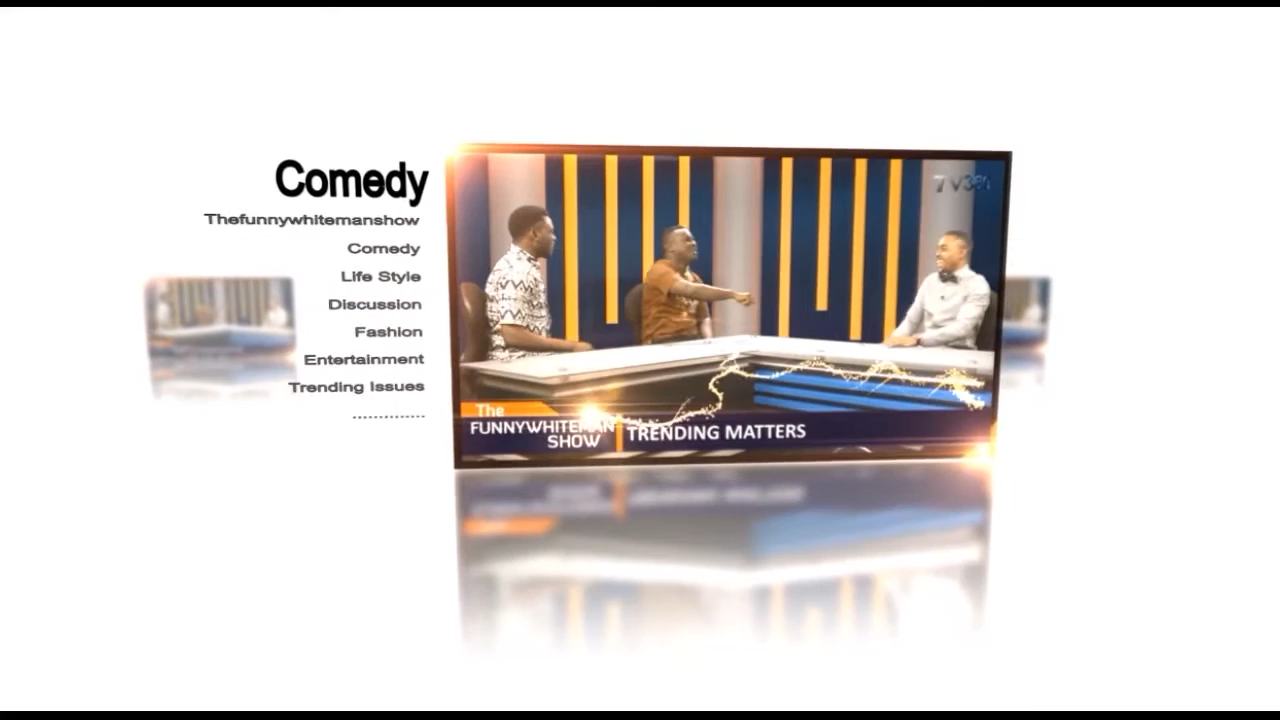 Comedy
Thefunnywhitemanshow
Comedy
Life Style
Discussion
Fashion
Entertainment
Trending Issues
The
FUNNYWHITEMAN
SHOW
TRENDING MATTERS